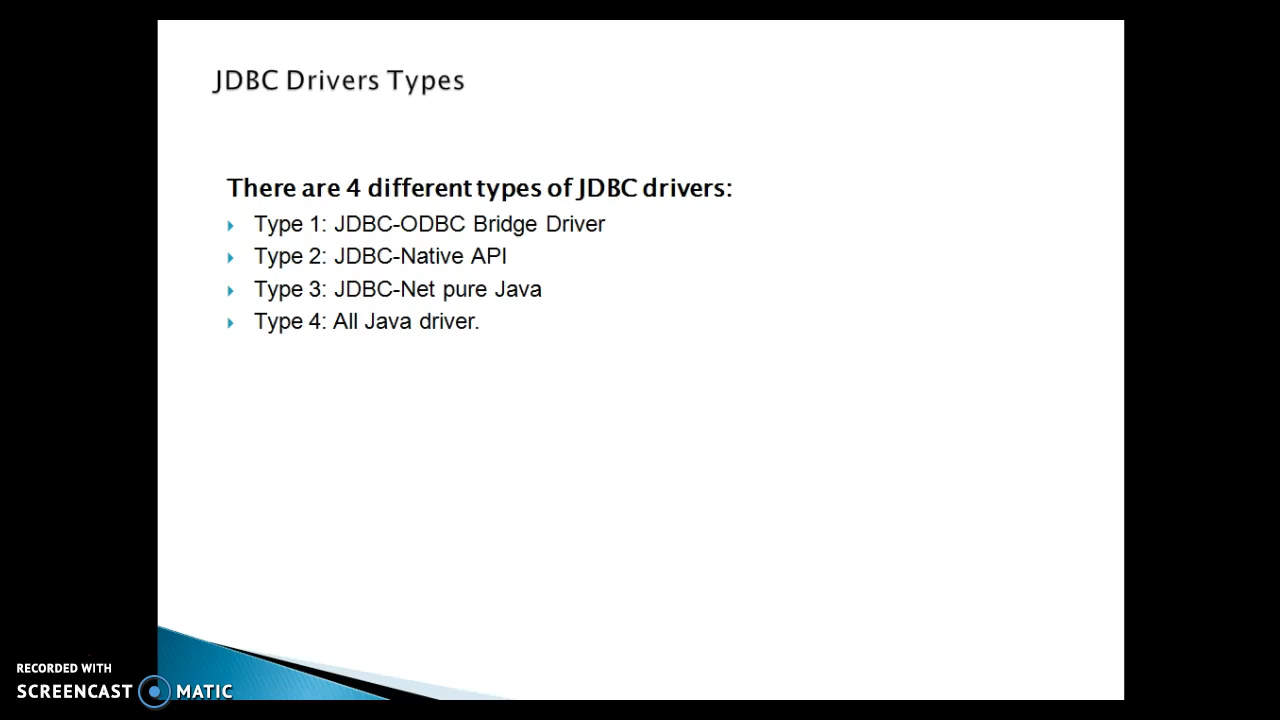 JDBC Drivers Types
There are 4 different types of JDBC drivers:
Type 1: JDBC-ODBC Bridge Driver
Type 2: JDBC-Native API
Type 3: JDBC-Net pure Java
Type 4: All Java driver.
RECORDED WITH
SCREENCAST MATIC